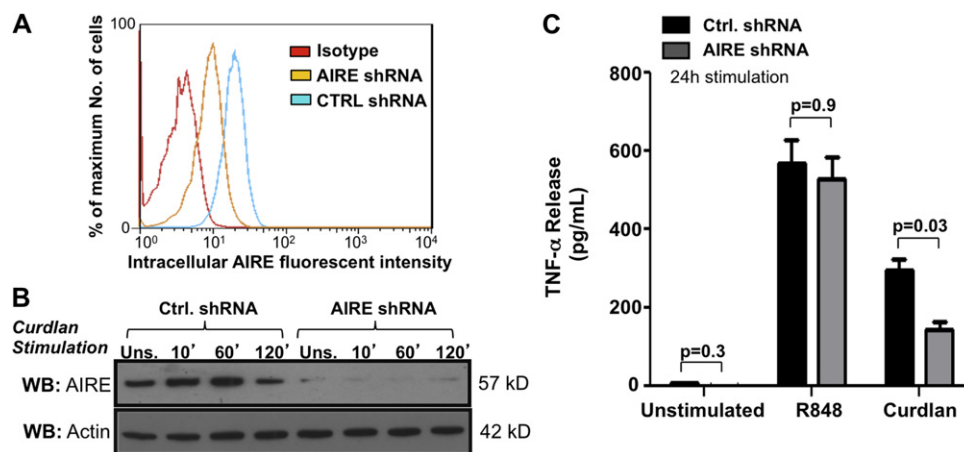 A
100
% of maximum No. of cells
Isotype
AIRE shRNA
CTRL shRNA
0
10⁰ 10¹ 10² 10³ 10⁴
Intracellular AIRE fluorescent intensity
B
Ctrl. shRNA AIRE shRNA
Curdlan
Stimulation
Uns. 10’ 60’ 120’ Uns. 10’ 60’ 120’
WB: AIRE 57 kD
WB: Actin 42 kD
C
Ctrl. shRNA
AIRE shRNA
24h stimulation
TNF-α Release
(pg/mL)
800
600
400
200
0
p=0.3
p=0.9
p=0.03
Unstimulated R848 Curdlan